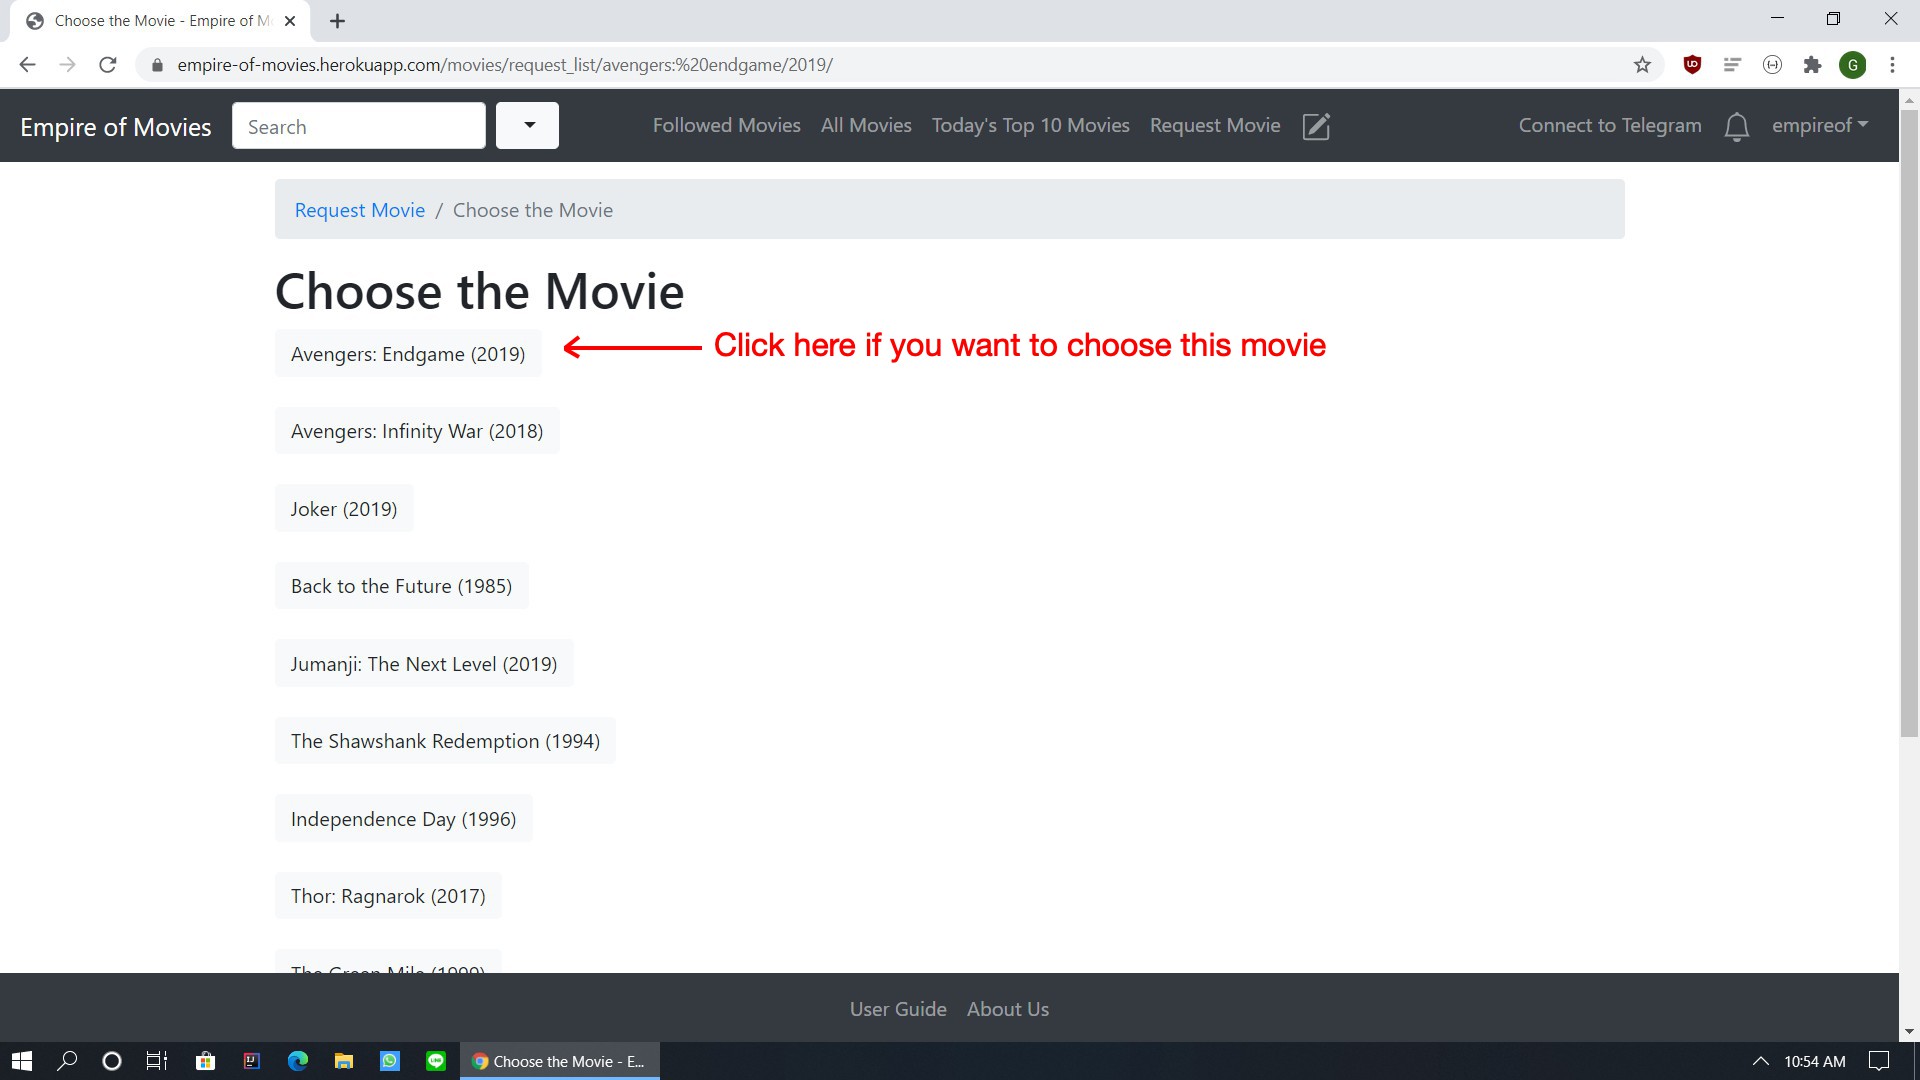 Choose the Movie - Empire of M
empire-of-movies.herokuapp.com/movies/request_list/avengers:%20endgame/2019/
G
Empire of Movies
Search
Followed Movies
All Movies
Today's Top 10 Movies
Request Movie
Connect to Telegram
empireof
Request Movie / Choose the Movie
Choose the Movie
Avengers: Endgame (2019)
Click here if you want to choose this movie
Avengers: Infinity War (2018)
Joker (2019)
Back to the Future (1985)
Jumanji: The Next Level (2019)
The Shawshank Redemption (1994)
Independence Day (1996)
Thor: Ragnarok (2017)
The Green Mile (1999)
User Guide
About Us
Choose the Movie - E...
10:54 AM